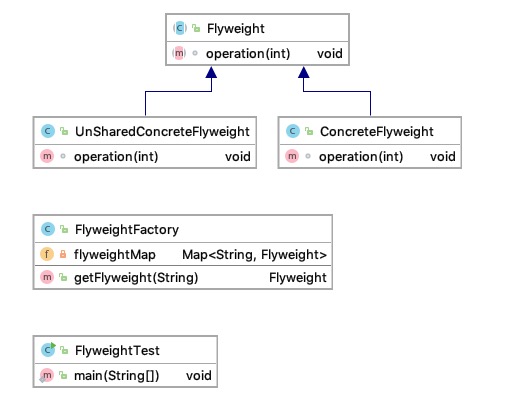 Flyweight
operation(int) void
UnSharedConcreteFlyweight
operation(int) void
ConcreteFlyweight
operation(int) void
FlyweightFactory
flyweightMap Map<String, Flyweight>
getFlyweight(String) Flyweight
FlyweightTest
main(String[]) void